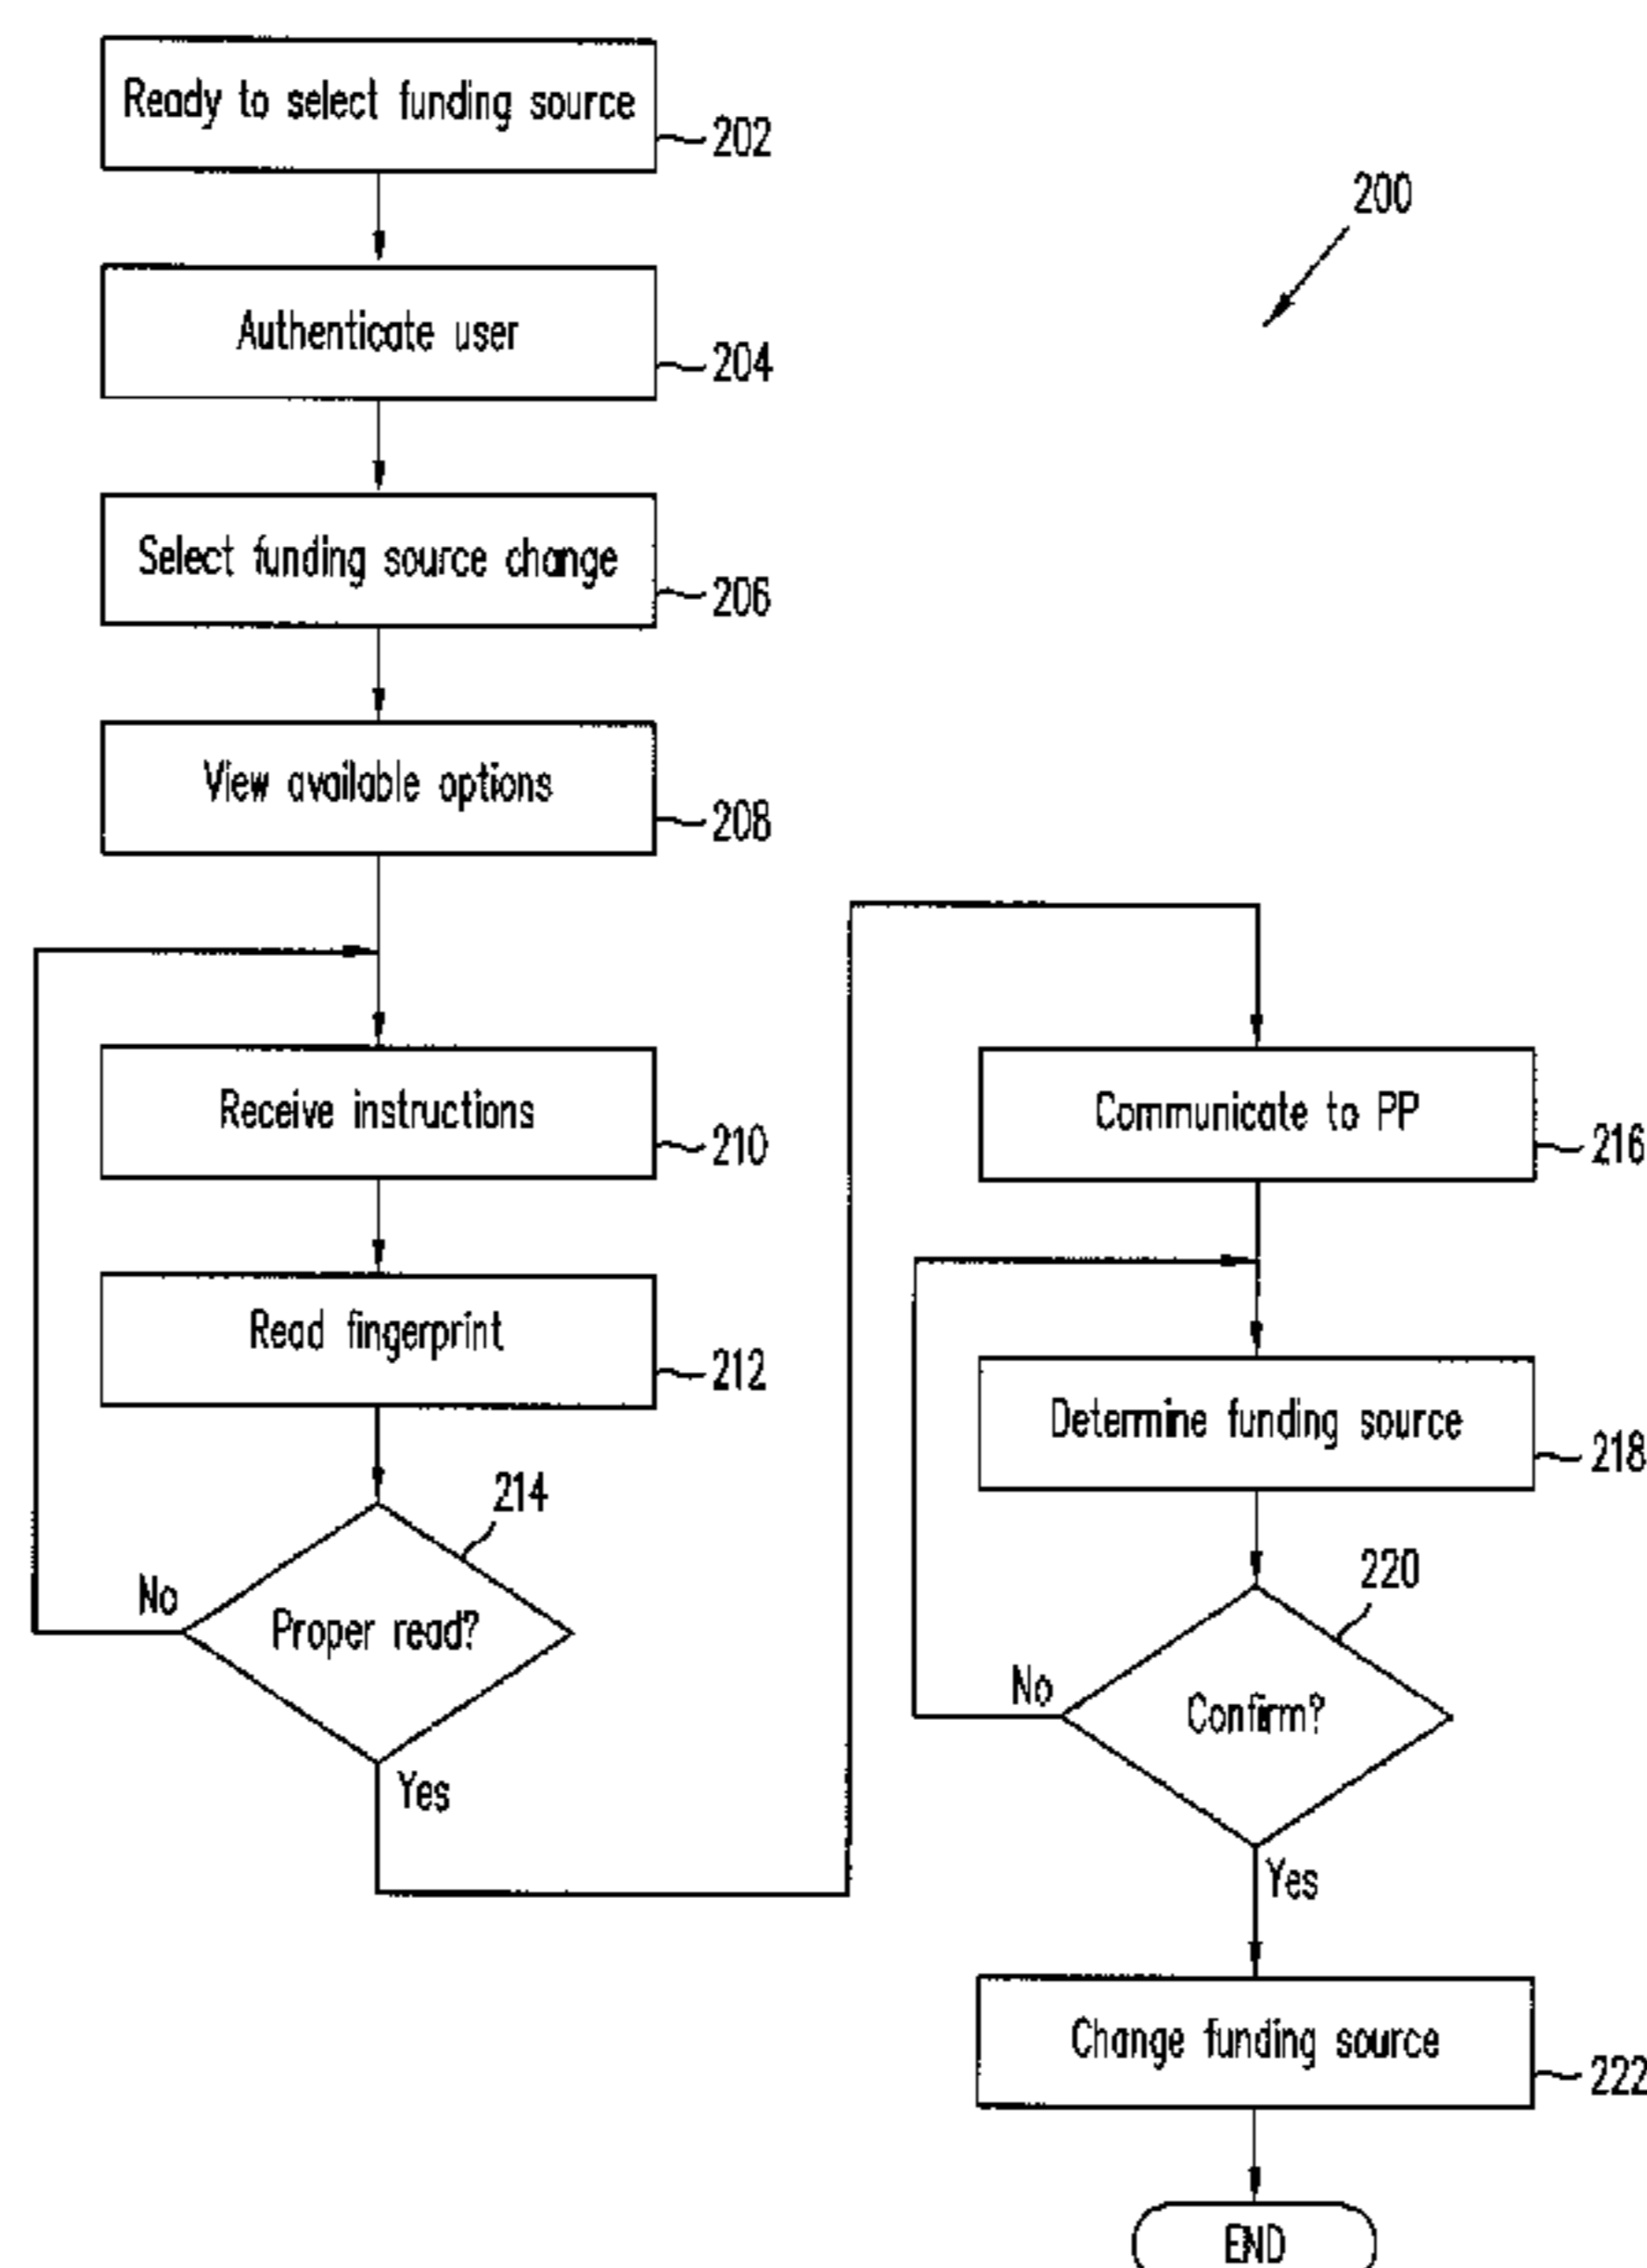 Ready to select funding source
202
200
Authenticate user
204
Select funding source change
206
View available options
208
Receive instructions
210
Read fingerprint
212
214
No
Proper read?
Yes
Communicate to PP
216
Determine funding source
218
220
No
Confirm?
Yes
Change funding source
222
END